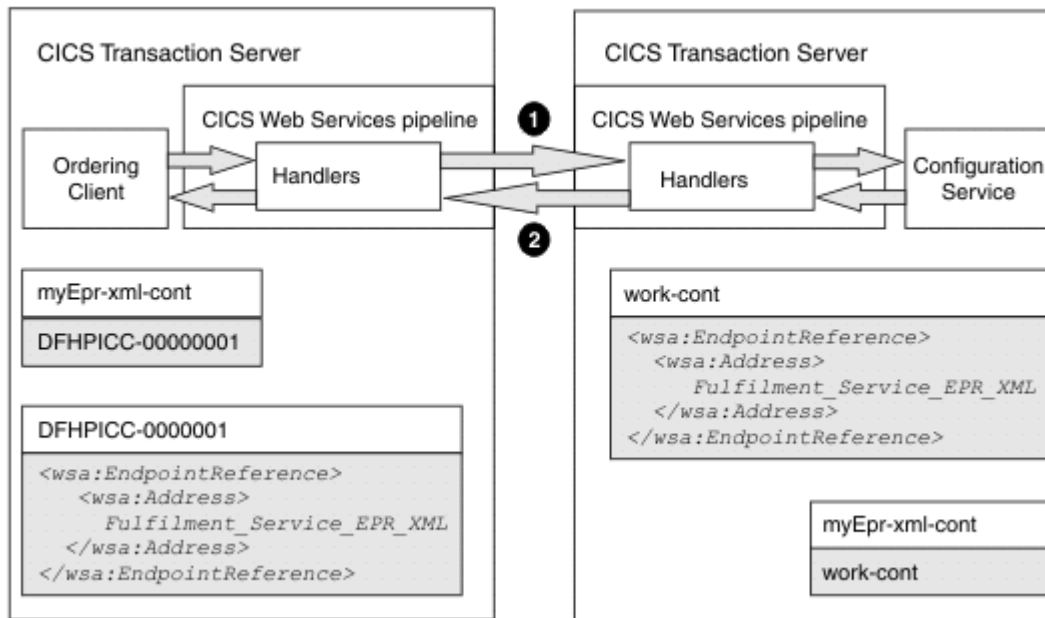 CICS Transaction Server
CICS Web Services pipeline
Ordering
Client
Handlers
myEpr-xml-cont
DFHPICC-00000001
DFHPICC-0000001
<wsa:EndpointReference>
<wsa:Address>
Fulfilment_Service_EPR_XML
</wsa:Address>
</wsa:EndpointReference>
1
2
CICS Transaction Server
CICS Web Services pipeline
Handlers
Configuration
Service
work-cont
<wsa:EndpointReference>
<wsa:Address>
Fulfilment_Service_EPR_XML
</wsa:Address>
</wsa:EndpointReference>
myEpr-xml-cont
work-cont